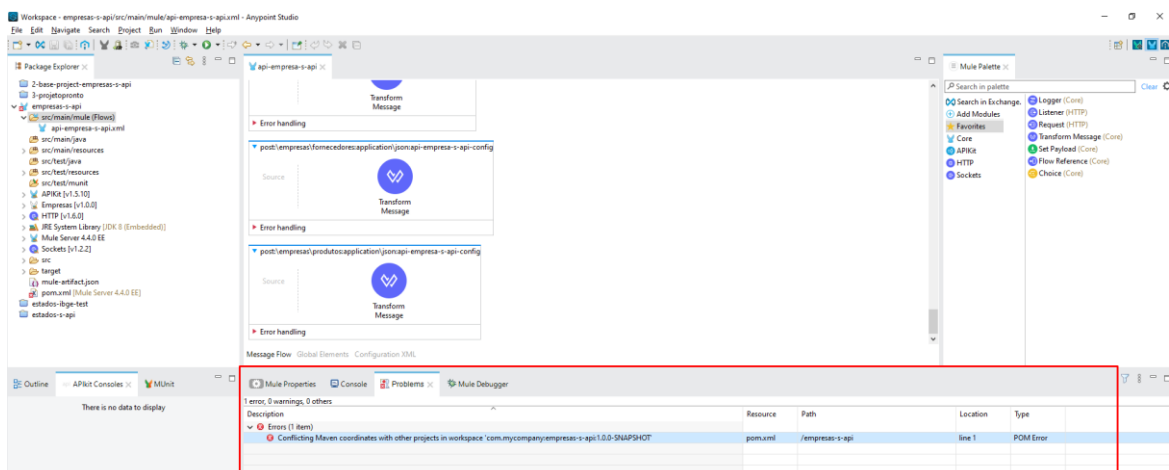 Workspace - empresas-s-api/src/main/mule/api-empresa-s-api.xml - Anypoint Studio
File Edit Navigate Search Project Run Window Help
Package Explorer
2-base-project-empresas-s-api
3-projetopronto
empresas-s-api
src/main/mule (Flows)
api-empresa-s-api.xml
src/main/java
src/main/resources
src/test/java
src/test/resources
src/test/munit
APIKit [v1.5.10]
Empresas [v1.0.0]
HTTP [v1.6.0]
JRE System Library [JDK 8 (Embedded)]
Mule Server 4.4.0 EE
Sockets [v1.2.2]
src
target
mule-artifact.json
pom.xml [Mule Server 4.4.0 EE]
estados-ibge-test
estados-s-api
api-empresa-s-api
Transform
Message
Error handling
post:\empresas\fornecedores:application\json:api-empresa-s-api-config
Source
Transform
Message
Error handling
post:\empresas\produtos:application\json:api-empresa-s-api-config
Source
Transform
Message
Error handling
Message Flow Global Elements Configuration XML
Mule Palette
Search in palette
Clear
Search in Exchange.
Add Modules
Favorites
Core
APIKit
HTTP
Sockets
Logger (Core)
Listener (HTTP)
Request (HTTP)
Transform Message (Core)
Set Payload (Core)
Flow Reference (Core)
Choice (Core)
Outline APIkit Consoles MUnit
There is no data to display
Mule Properties Console Problems Mule Debugger
1 error, 0 warnings, 0 others
Description Resource Path Location Type
Errors (1 item)
Conflicting Maven coordinates with other projects in workspace 'com.mycompany:empresas-s-api:1.0.0-SNAPSHOT' pom.xml /empresas-s-api line 1 POM Error